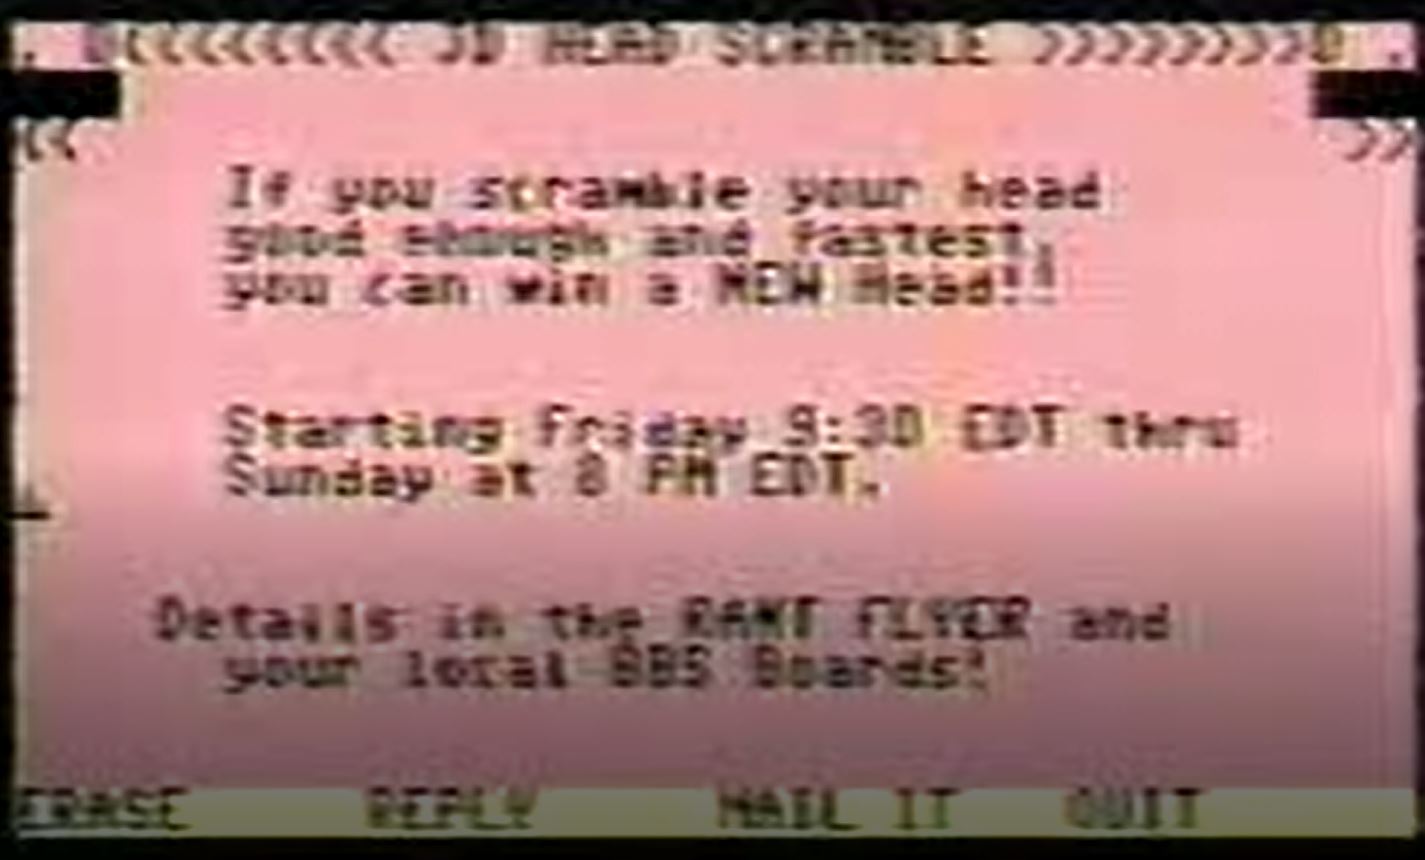 <<<<<<<< JD HEAD SCRAMBLE >>>>>>>>
<< >>
If you scramble your head
good enough and fastest,
you can win a NEW Head!!
Starting Friday 9:30 EDT thru
Sunday at 8 PM EDT.
Details in the RANT FLYER and
your local BBS Boards!
ERASE REPLY MAIL IT QUIT